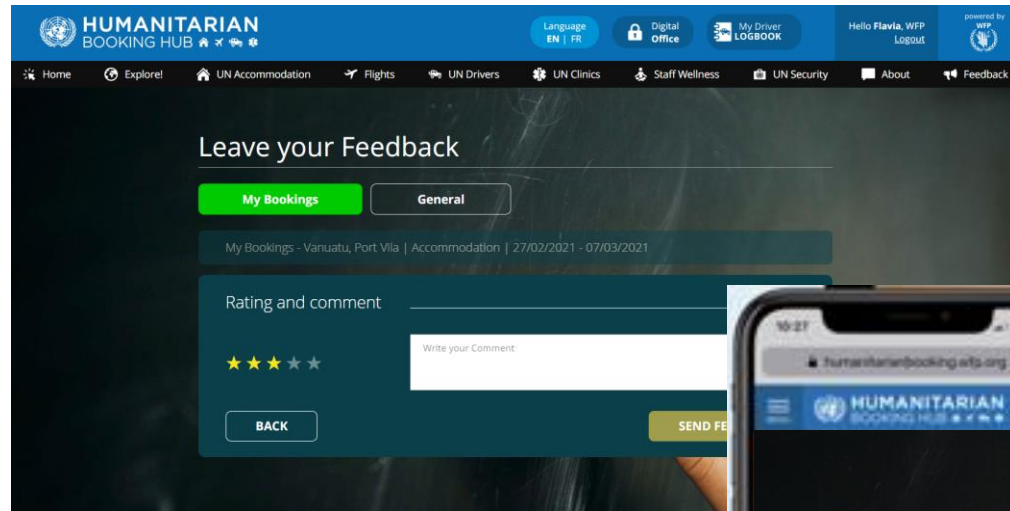 HUMANITARIAN
BOOKING HUB
Language
EN | FR
Digital
Office
My Driver
LOGBOOK
Hello Flavia, WFP
Logout
powered by
WFP
Home
Explore!
UN Accommodation
Flights
UN Drivers
UN Clinics
Staff Wellness
UN Security
About
Feedback
Leave your Feedback
My Bookings
General
My Bookings - Vanuatu, Port Vila | Accommodation | 27/02/2021 - 07/03/2021
Rating and comment
Write your Comment
BACK
SEND FE
10:27
humanitarianbooking.wfp.org
HUMANITARIAN
BOOKING HUB